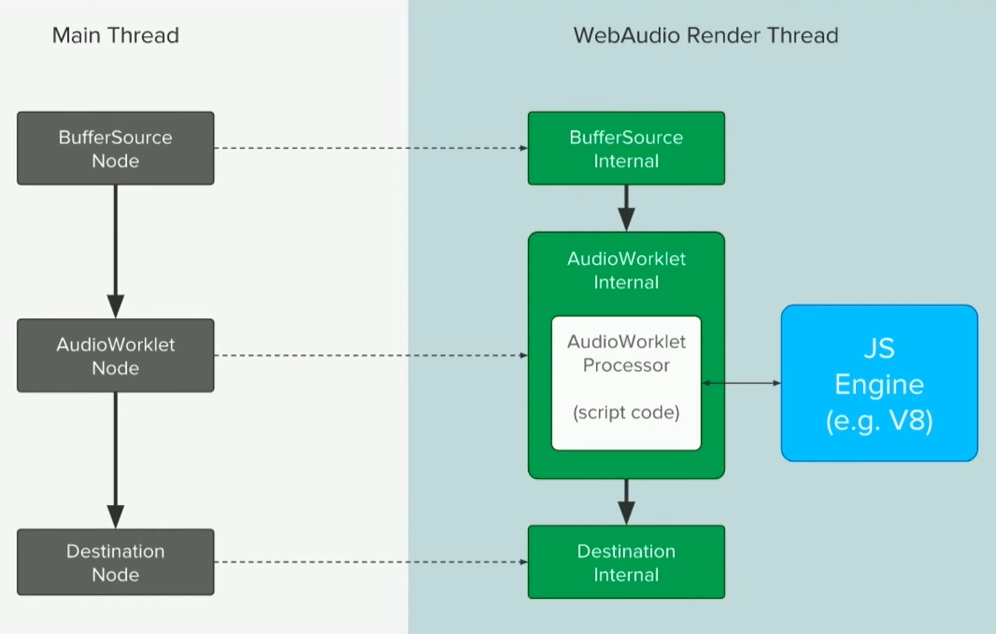 Main Thread
WebAudio Render Thread
BufferSource
Node
BufferSource
Internal
AudioWorklet
Node
AudioWorklet
Internal
AudioWorklet
Processor
(script code)
JS
Engine
(e.g. V8)
Destination
Node
Destination
Internal